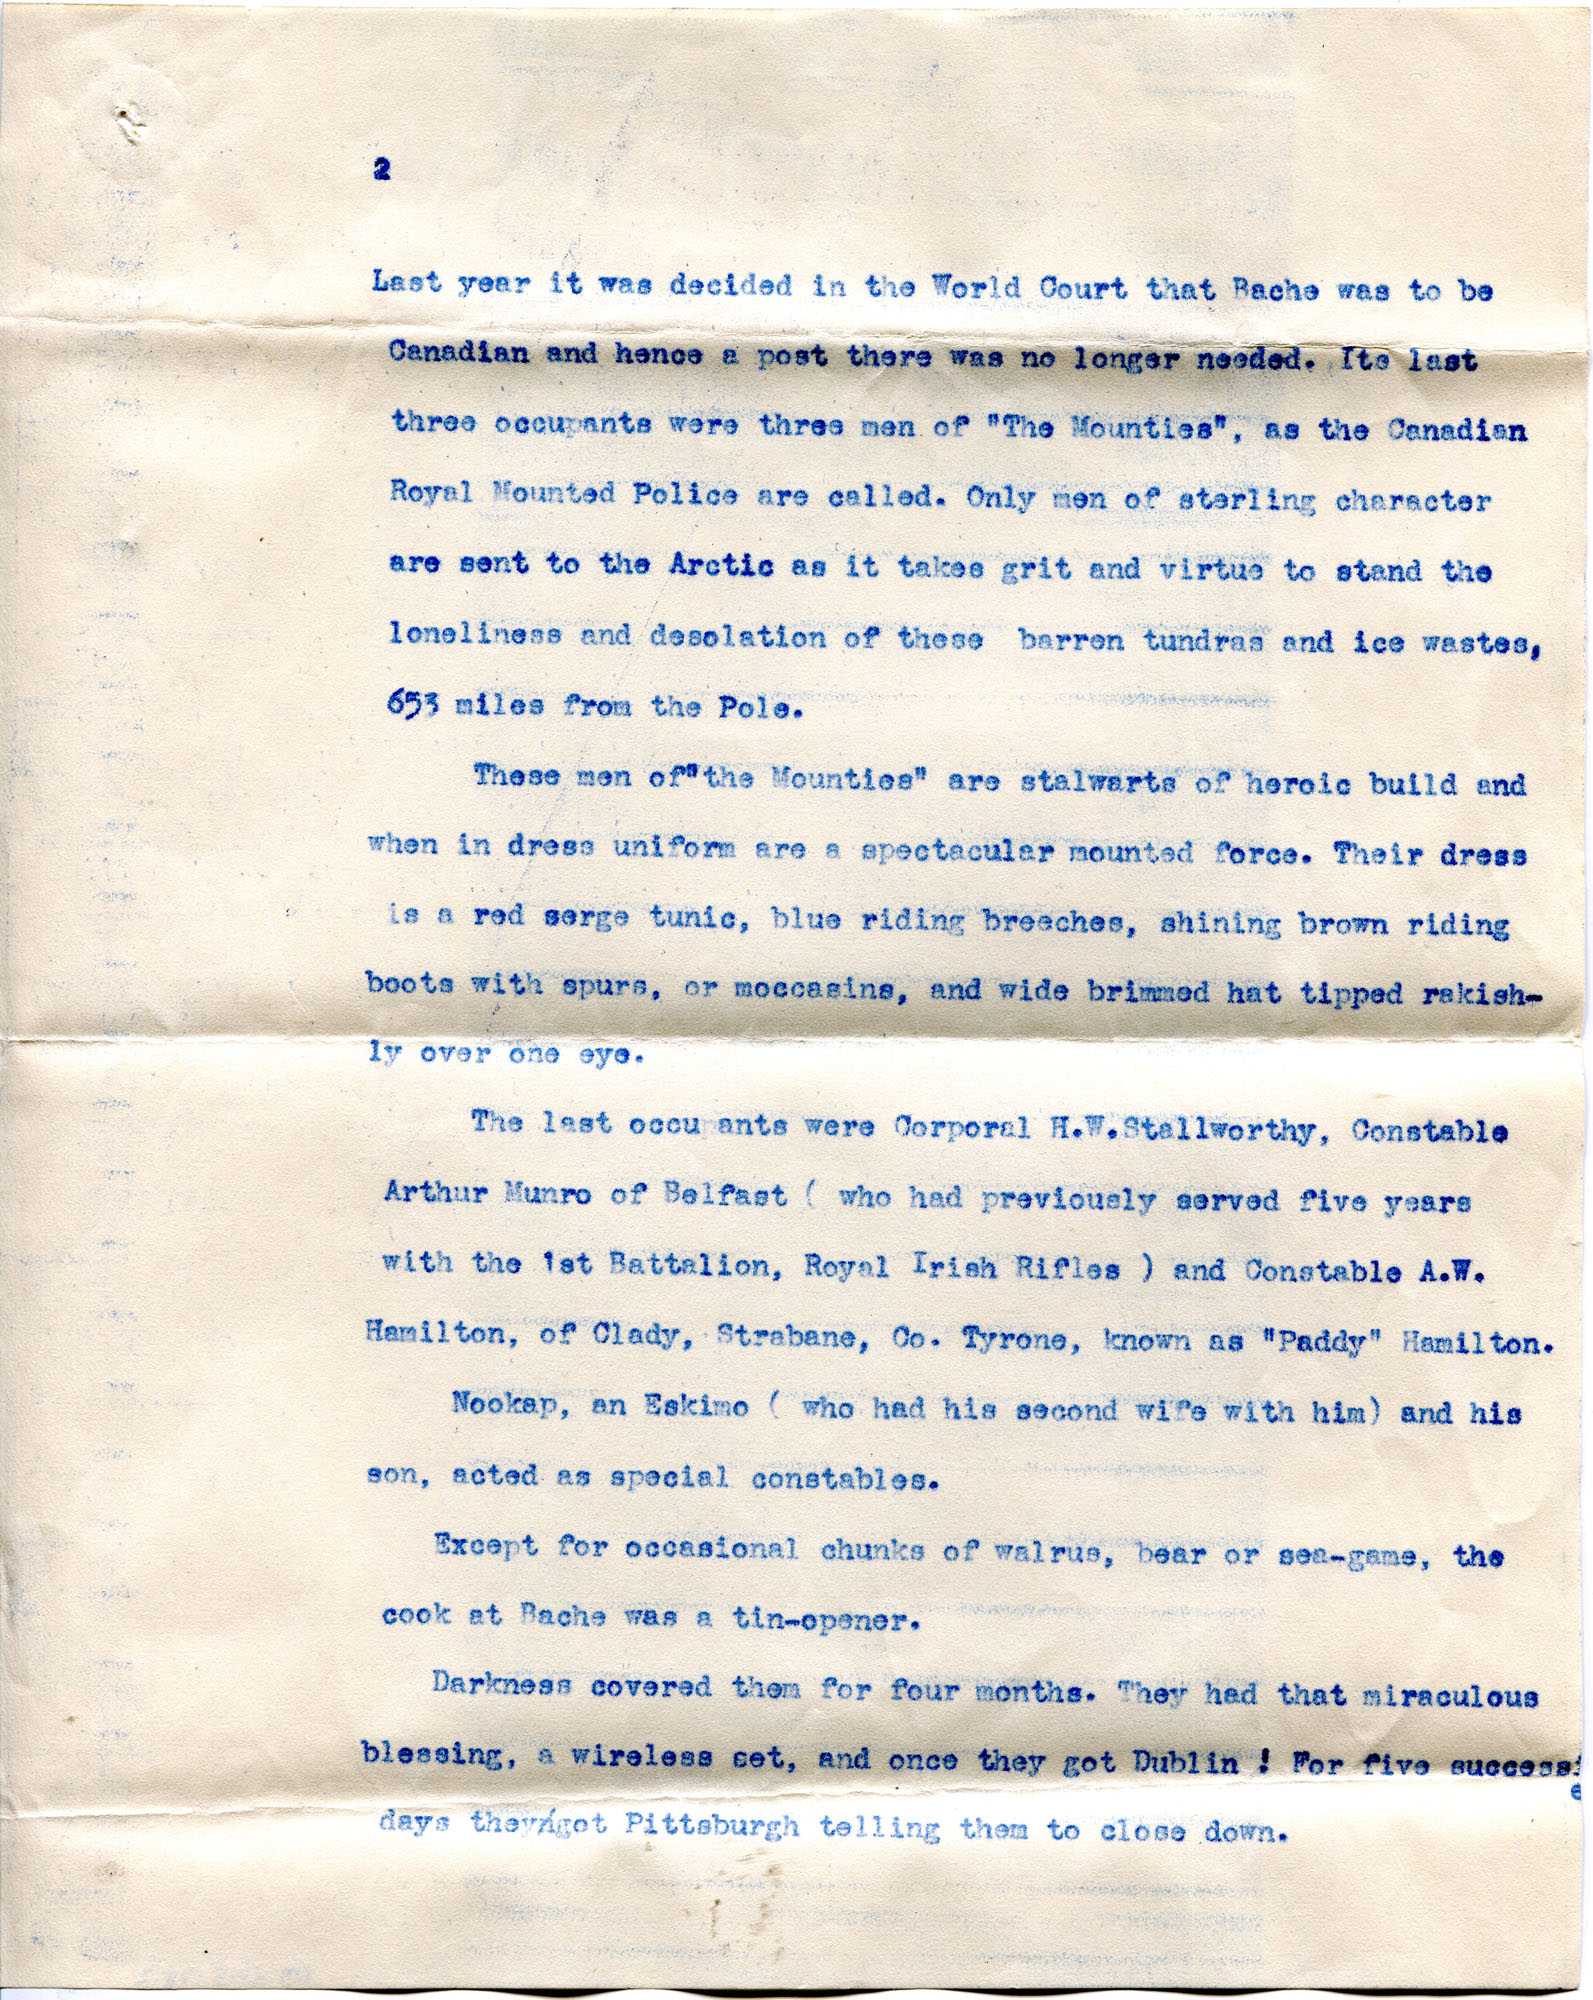 2
Last year it was decided in the World Court that Bache was to be
Canadian and hence a post there was no longer needed. Its last
three occupants were three men of "The Mounties", as the Canadian
Royal Mounted Police are called. Only men of sterling character
are sent to the Arctic as it takes grit and virtue to stand the
loneliness and desolation of these barren tundras and ice wastes,
653 miles from the Pole.
These men of"the Mounties" are stalwarts of heroic build and
when in dress uniform are a spectacular mounted force. Their dress
is a red serge tunic, blue riding breeches, shining brown riding
boots with spurs, or moccasins, and wide brimmed hat tipped rakish-
ly over one eye.
The last occupants were Corporal H.W.Stallworthy, Constable
Arthur Munro of Belfast ( who had previously served five years
with the 1st Battalion, Royal Irish Rifles ) and Constable A.W.
Hamilton, of Clady, Strabane, Co. Tyrone, known as "Paddy" Hamilton.
Nookap, an Eskimo ( who had his second wife with him) and his
son, acted as special constables.
Except for occasional chunks of walrus, bear or sea-game, the
cook at Bache was a tin-opener.
Darkness covered them for four months. They had that miraculous
blessing, a wireless set, and once they got Dublin ! For five successi
e
days they got Pittsburgh telling them to close down.